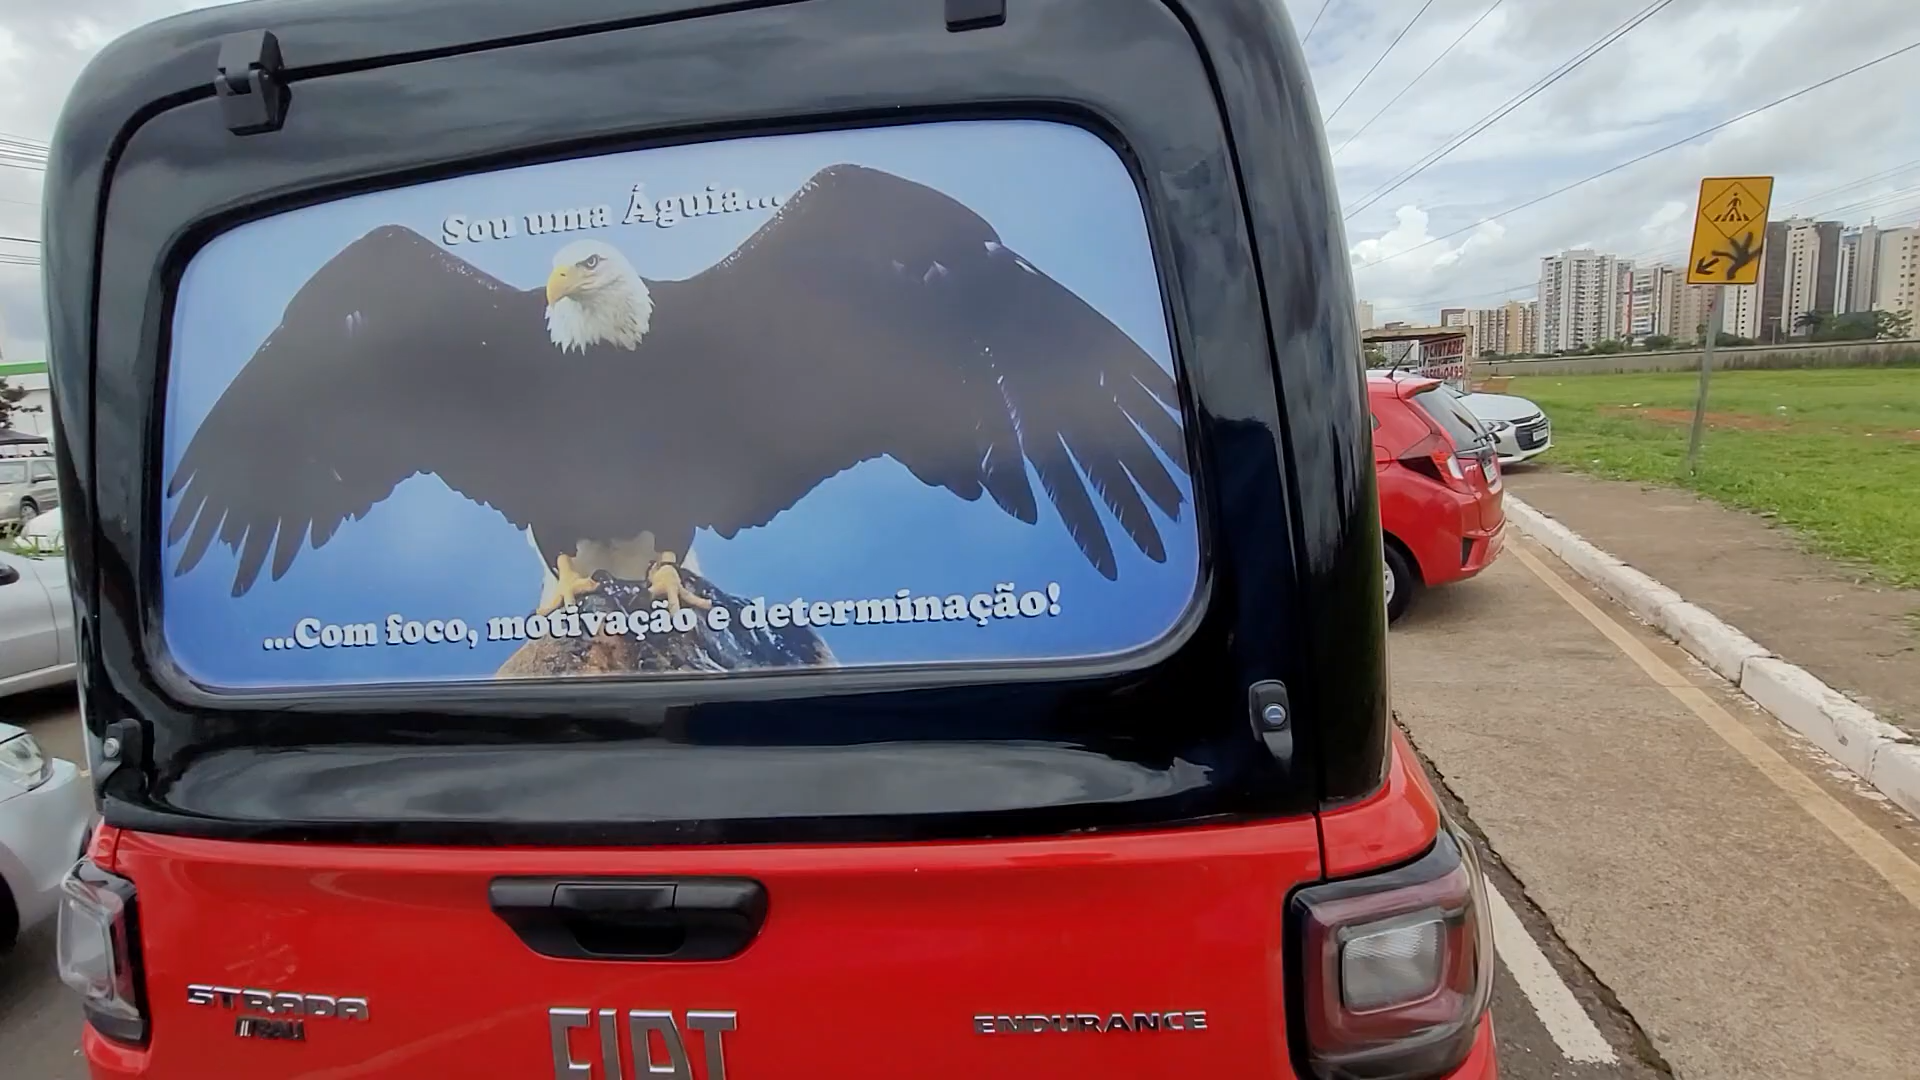 Sou uma Águia...
...Com foco, motivação e determinação!
STRADA
FIAT
ENDURANCE